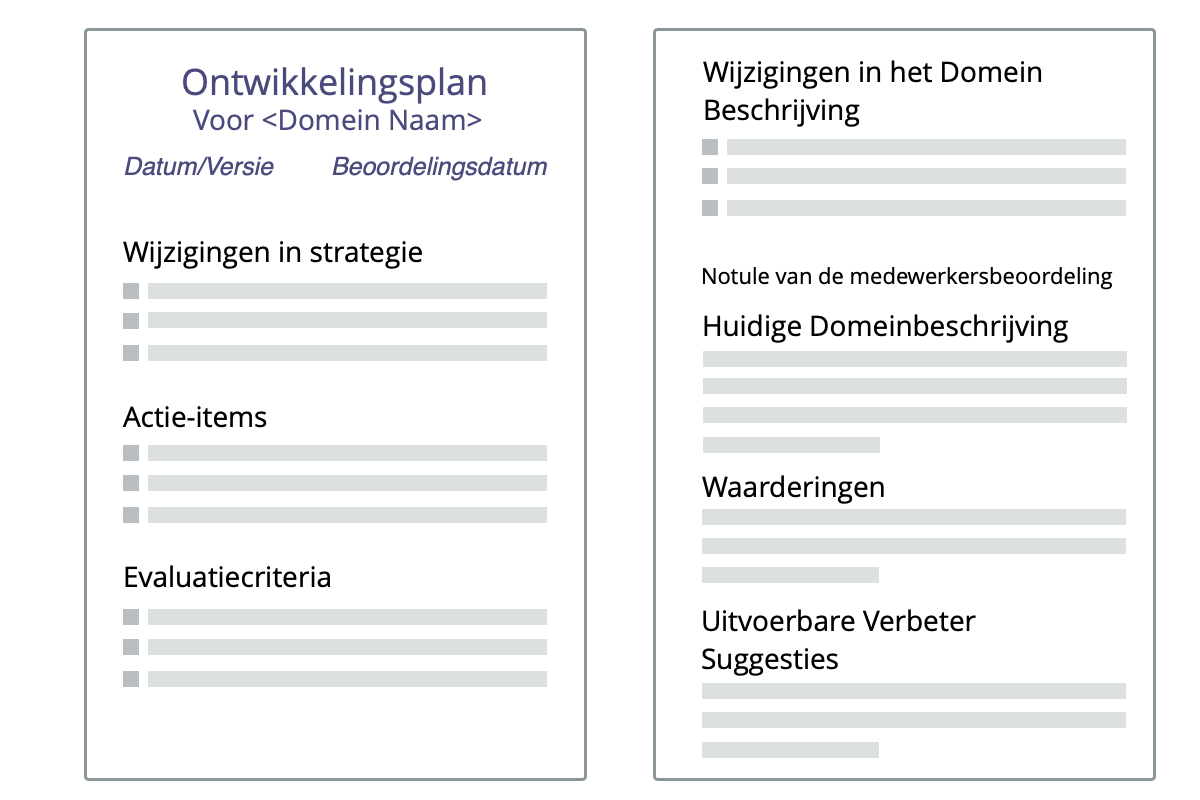 Ontwikkelingsplan
Voor <Domein Naam>
Datum/Versie Beoordelingsdatum
Wijzigingen in strategie
Actie-items
Evaluatiecriteria
Wijzigingen in het Domein
Beschrijving
Notule van de medewerkersbeoordeling
Huidige Domeinbeschrijving
Waarderingen
Uitvoerbare Verbeter
Suggesties